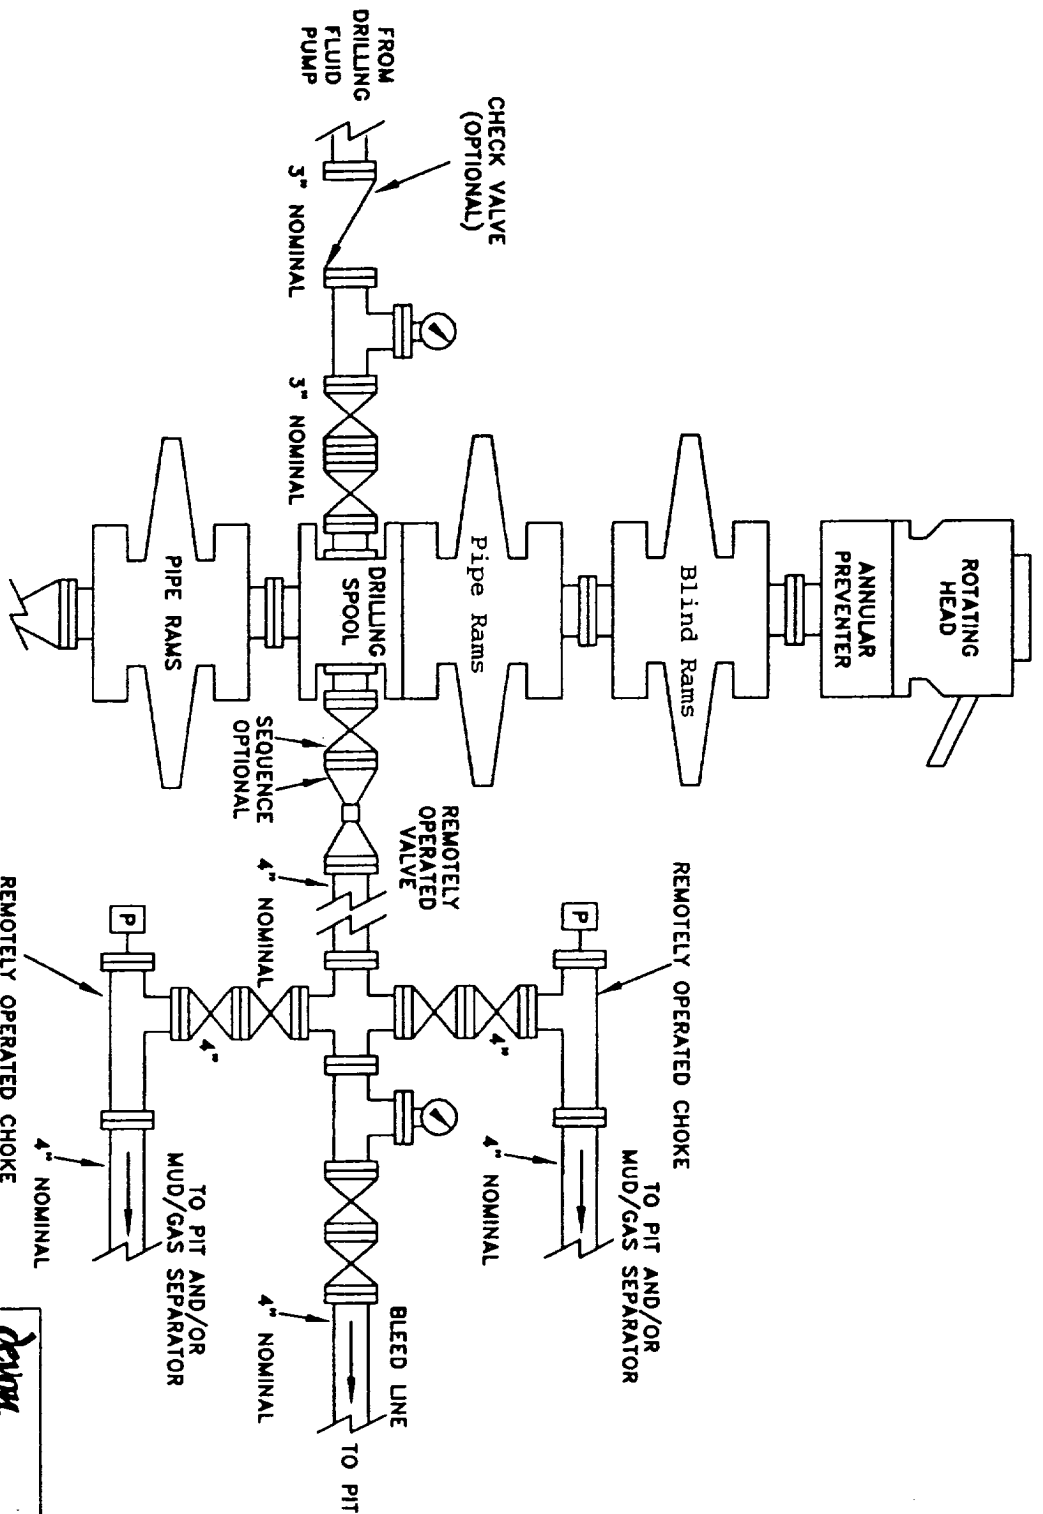 ROTATING
HEAD
ANNULAR
PREVENTER
Blind Rams
Pipe Rams
DRILLING
SPOOL
PIPE RAMS
FROM
DRILLING
FLUID
PUMP
CHECK VALVE
(OPTIONAL)
3" NOMINAL
3" NOMINAL
SEQUENCE
OPTIONAL
REMOTELY
OPERATED
VALVE
4" NOMINAL
REMOTELY OPERATED CHOKE
P
4"
4" NOMINAL
TO PIT AND/OR
MUD/GAS SEPARATOR
BLEED LINE
4" NOMINAL
TO PIT
P
4"
REMOTELY OPERATED CHOKE
4" NOMINAL
TO PIT AND/OR
MUD/GAS SEPARATOR
devon